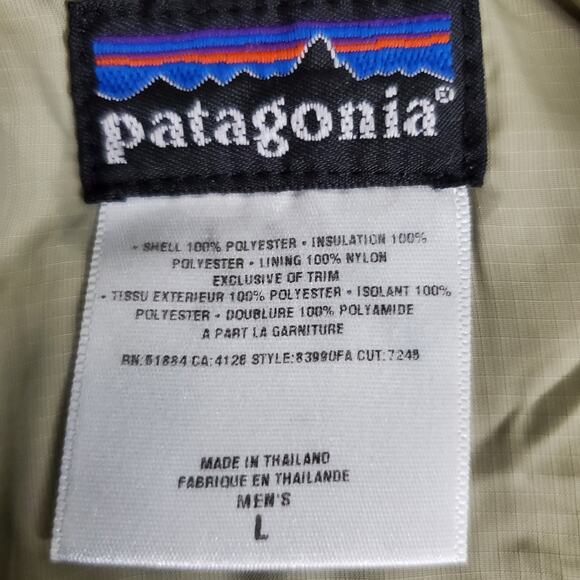 patagonia®
• SHELL 100% POLYESTER • INSULATION 100%
POLYESTER • LINING 100% NYLON
EXCLUSIVE OF TRIM
• TISSU EXTERIEUR 100% POLYESTER • ISOLANT 100%
POLYESTER • DOUBLURE 100% POLYAMIDE
A PART LA GARNITURE
RN:51884 CA:4126 STYLE:83990FA CUT:7245
MADE IN THAILAND
FABRIQUE EN THAILANDE
MEN'S
L